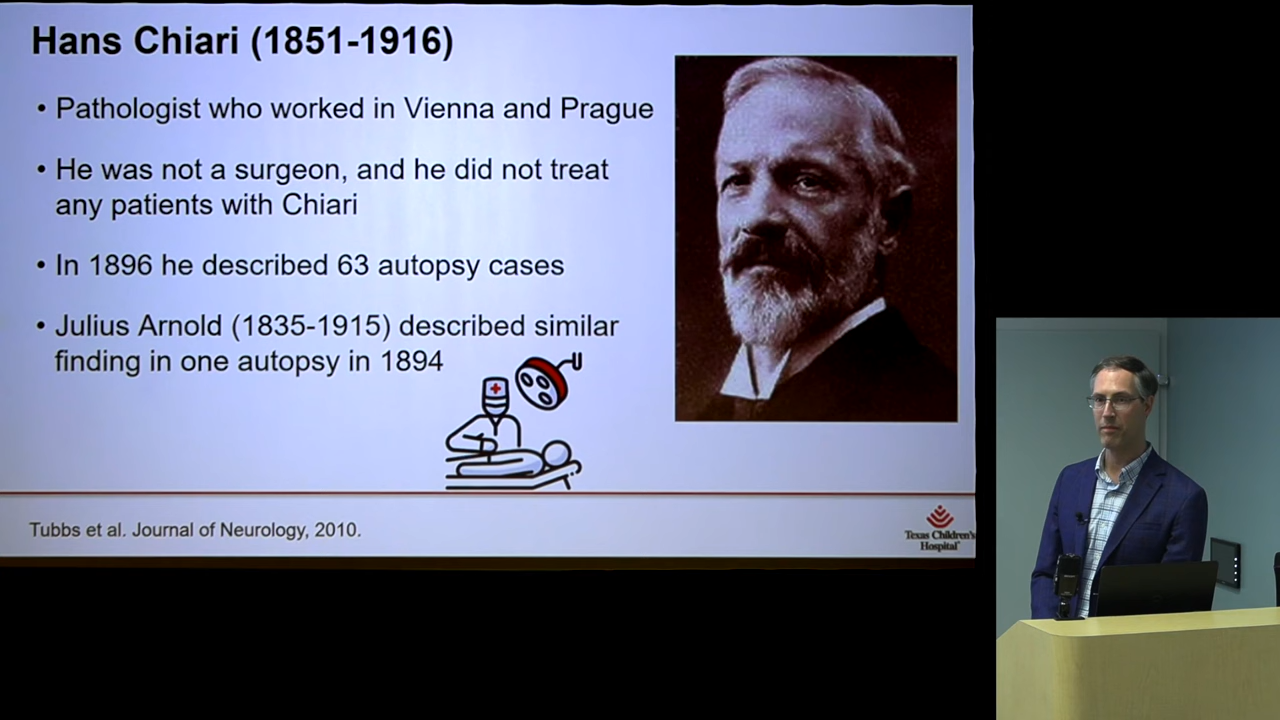 Hans Chiari (1851-1916)
• Pathologist who worked in Vienna and Prague
• He was not a surgeon, and he did not treat
any patients with Chiari
• In 1896 he described 63 autopsy cases
• Julius Arnold (1835-1915) described similar
finding in one autopsy in 1894
Tubbs et al. Journal of Neurology, 2010.
Texas Children's
Hospital